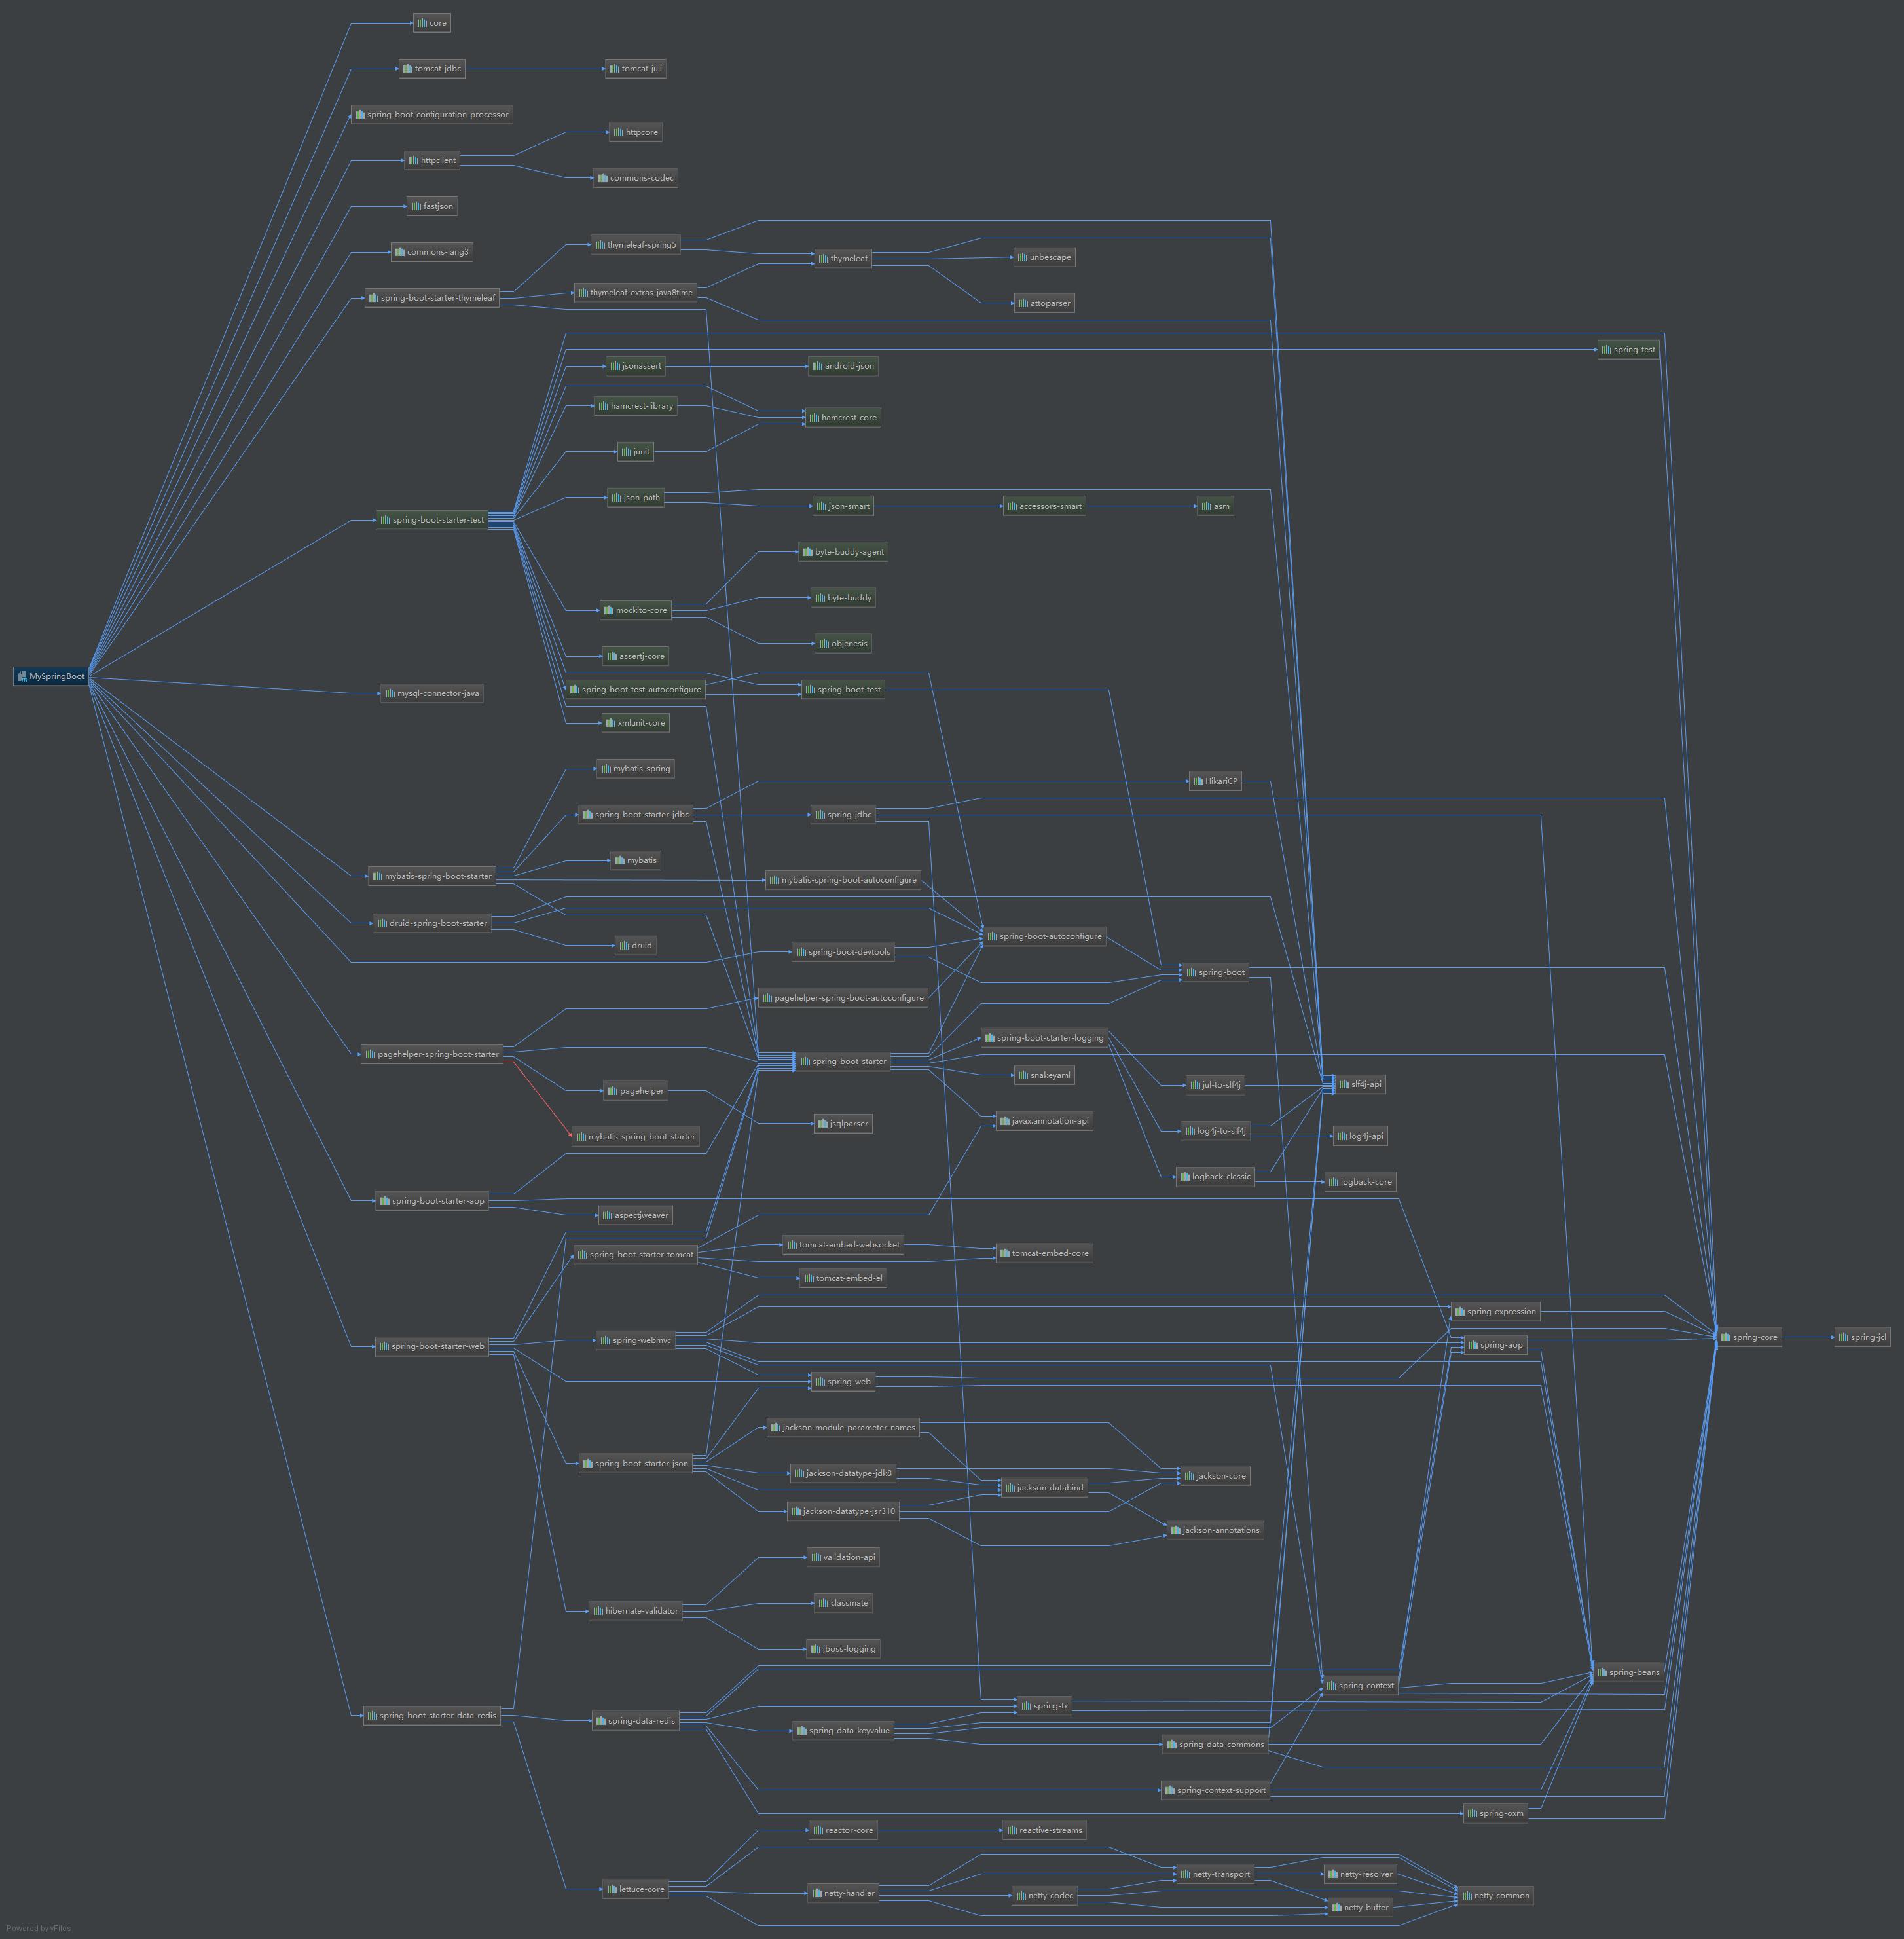 core
tomcat-jdbc
tomcat-juli
spring-boot-configuration-processor
httpcore
httpclient
commons-codec
fastjson
thymeleaf-spring5
commons-lang3
thymeleaf
unbescape
thymeleaf-extras-java8time
spring-boot-starter-thymeleaf
attoparser
spring-test
jsonassert
android-json
hamcrest-library
hamcrest-core
junit
json-path
json-smart
accessors-smart
asm
spring-boot-starter-test
byte-buddy-agent
byte-buddy
mockito-core
objenesis
assertj-core
MySpringBoot
spring-boot-test-autoconfigure
spring-boot-test
mysql-connector-java
xmlunit-core
mybatis-spring
HikariCP
spring-boot-starter-jdbc
spring-jdbc
mybatis
mybatis-spring-boot-starter
mybatis-spring-boot-autoconfigure
druid-spring-boot-starter
spring-boot-autoconfigure
druid
spring-boot-devtools
spring-boot
pagehelper-spring-boot-autoconfigure
spring-boot-starter-logging
pagehelper-spring-boot-starter
spring-boot-starter
snakeyaml
jul-to-slf4j
slf4j-api
pagehelper
jsqlparser
javax.annotation-api
log4j-to-slf4j
log4j-api
mybatis-spring-boot-starter
logback-classic
logback-core
spring-boot-starter-aop
aspectjweaver
tomcat-embed-websocket
spring-boot-starter-tomcat
tomcat-embed-core
tomcat-embed-el
spring-expression
spring-core
spring-jcl
spring-webmvc
spring-boot-starter-web
spring-aop
spring-web
jackson-module-parameter-names
spring-boot-starter-json
jackson-datatype-jdk8
jackson-core
jackson-databind
jackson-datatype-jsr310
jackson-annotations
validation-api
classmate
hibernate-validator
jboss-logging
spring-beans
spring-context
spring-tx
spring-boot-starter-data-redis
spring-data-redis
spring-data-keyvalue
spring-data-commons
spring-context-support
spring-oxm
reactor-core
reactive-streams
netty-transport
netty-resolver
lettuce-core
netty-handler
netty-codec
netty-common
netty-buffer
Powered by yFiles